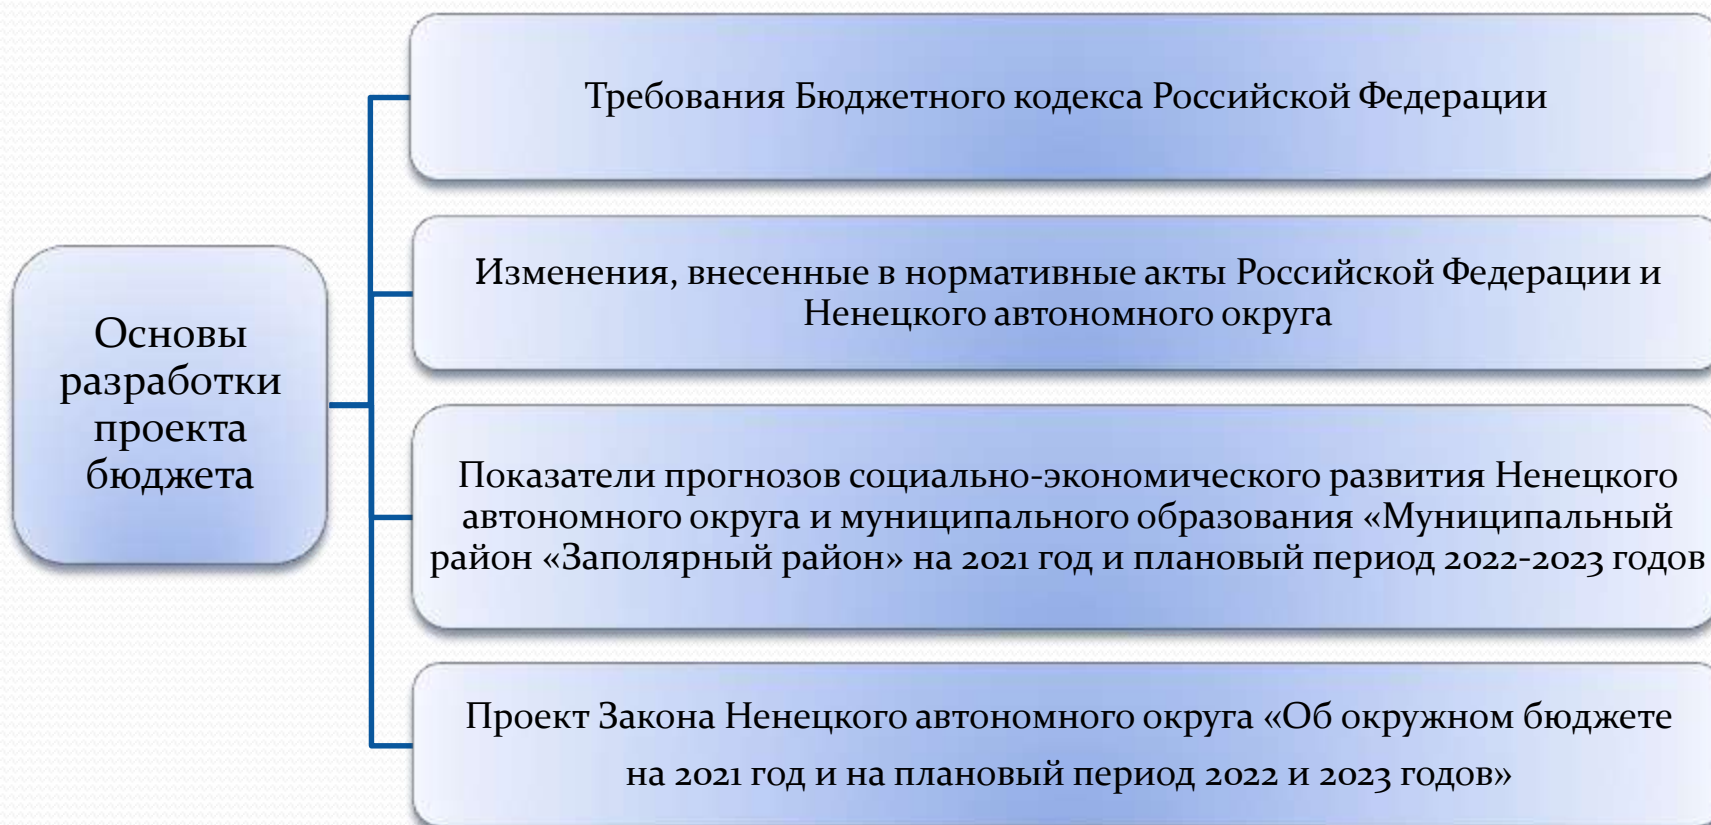 Основы
разработки
проекта
бюджета
Требования Бюджетного кодекса Российской Федерации
Изменения, внесенные в нормативные акты Российской Федерации и
Ненецкого автономного округа
Показатели прогнозов социально-экономического развития Ненецкого
автономного округа и муниципального образования «Муниципальный
район «Заполярный район» на 2021 год и плановый период 2022-2023 годов
Проект Закона Ненецкого автономного округа «Об окружном бюджете
на 2021 год и на плановый период 2022 и 2023 годов»